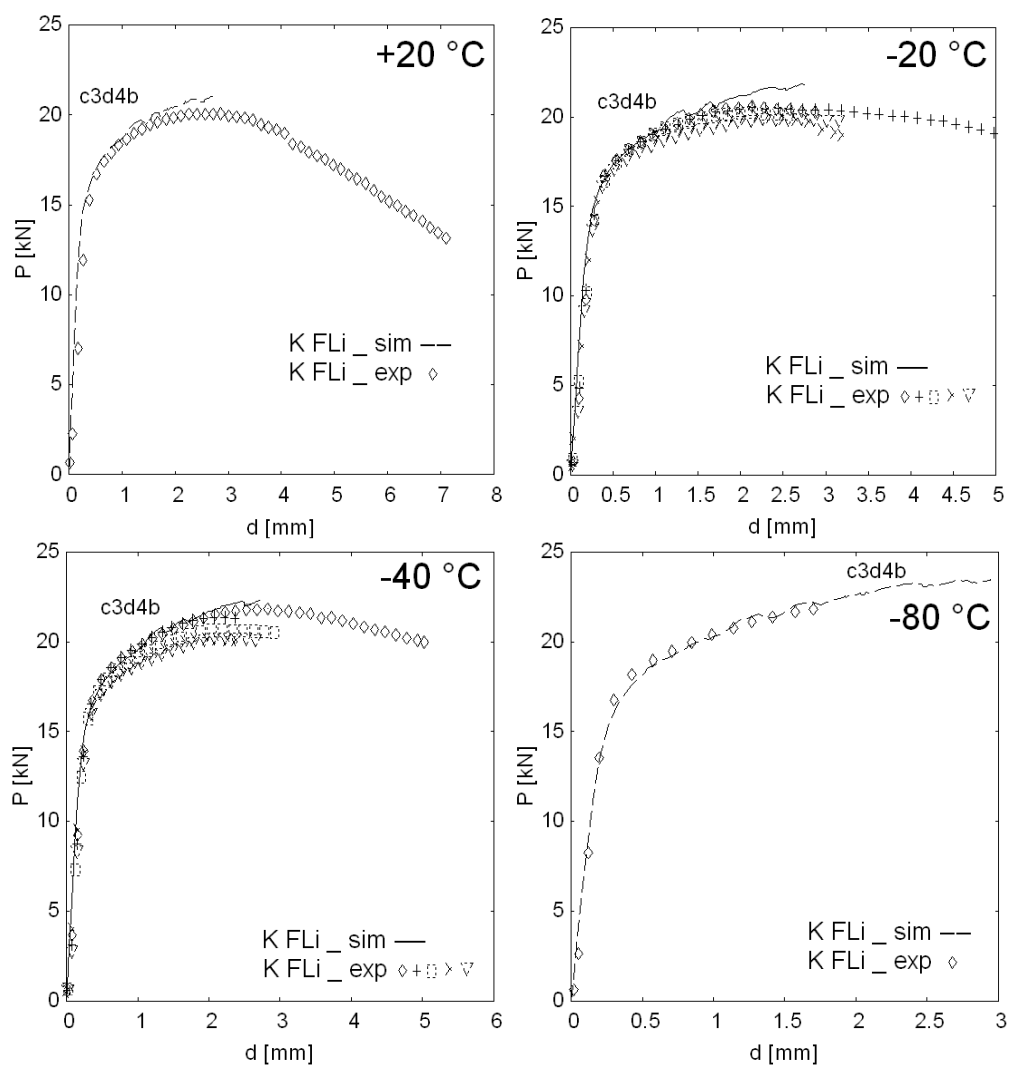 25
20
15
10
5
0
P [kN]
+20 °C
c3d4b
K FLi _ sim
K FLi _ exp
0 1 2 3 4 5 6 7 8
d [mm]
25
20
15
10
5
0
P [kN]
-20 °C
c3d4b
K FLi _ sim
K FLi _ exp
0 0.5 1 1.5 2 2.5 3 3.5 4 4.5 5
d [mm]
25
20
15
10
5
0
P [kN]
-40 °C
c3d4b
K FLi _ sim
K FLi _ exp
0 1 2 3 4 5 6
d [mm]
25
20
15
10
5
0
P [kN]
c3d4b
-80 °C
K FLi _ sim
K FLi _ exp
0 0.5 1 1.5 2 2.5 3
d [mm]